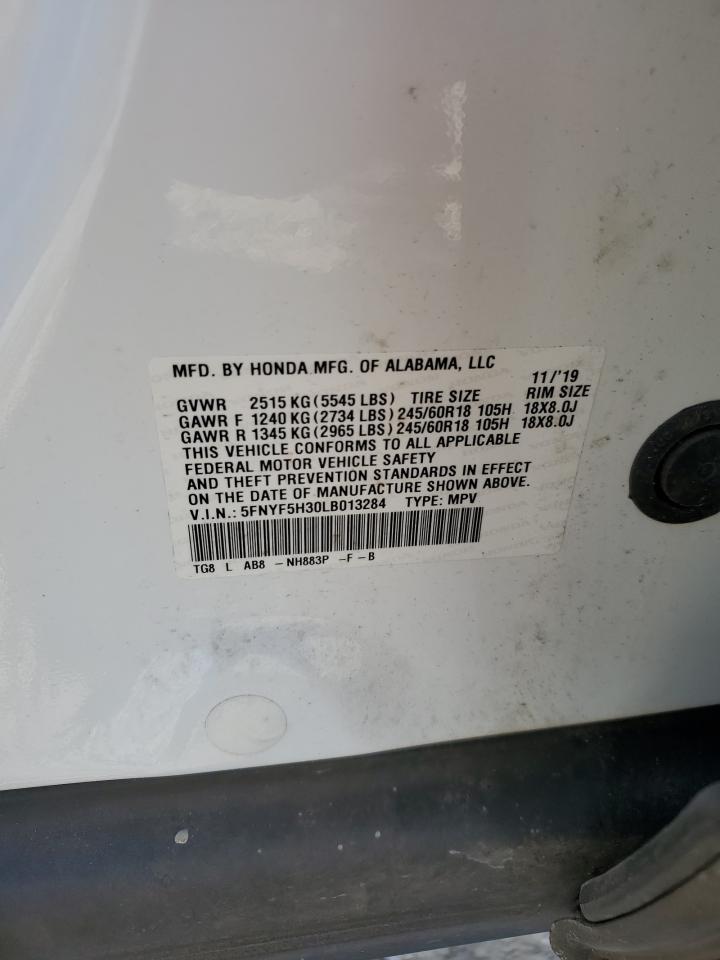 MFD. BY HONDA MFG. OF ALABAMA, LLC 11/'19
GVWR 2515 KG (5545 LBS) TIRE SIZE RIM SIZE
GAWR F 1240 KG (2734 LBS) 245/60R18 105H 18X8.0J
GAWR R 1345 KG (2965 LBS) 245/60R18 105H 18X8.0J
THIS VEHICLE CONFORMS TO ALL APPLICABLE
FEDERAL MOTOR VEHICLE SAFETY
AND THEFT PREVENTION STANDARDS IN EFFECT
ON THE DATE OF MANUFACTURE SHOWN ABOVE.
V.I.N.: 5FNYF5H30LB013284 TYPE: MPV
TG8 L AB8 -NH883P -F-B